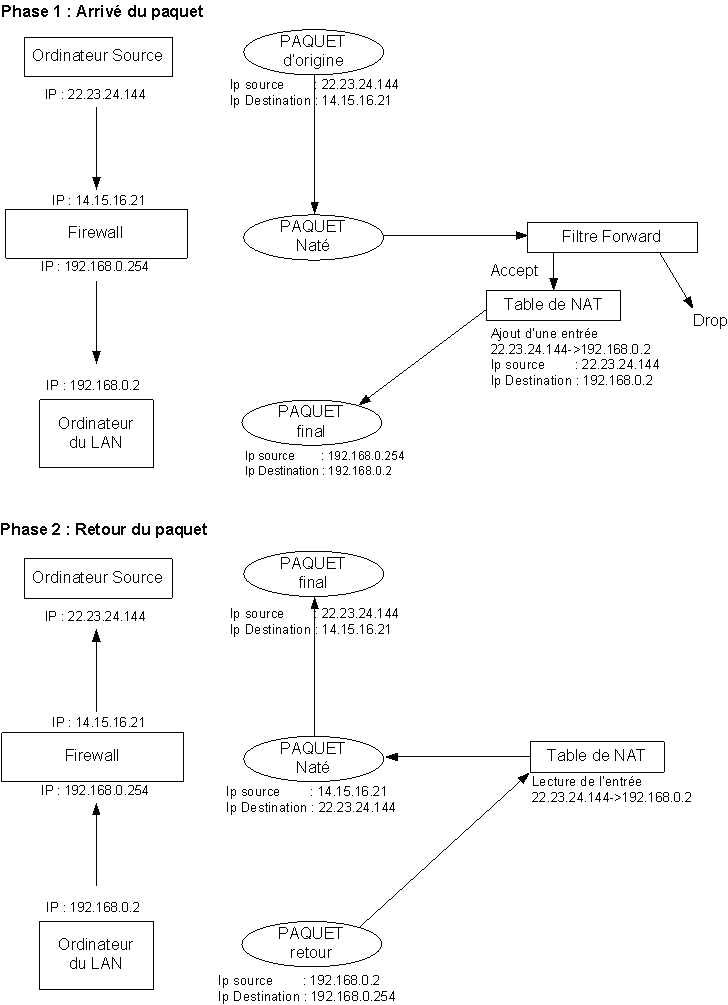 Phase 1 : Arrivé du paquet
Ordinateur Source
IP : 22.23.24.144
IP : 14.15.16.21
Firewall
IP : 192.168.0.254
IP : 192.168.0.2
Ordinateur
du LAN
PAQUET
d'origine
Ip source : 22.23.24.144
Ip Destination : 14.15.16.21
PAQUET
Naté
Filtre Forward
Accept
Drop
Table de NAT
Ajout d'une entrée
22.23.24.144->192.168.0.2
Ip source : 22.23.24.144
Ip Destination : 192.168.0.2
PAQUET
final
Ip source : 192.168.0.254
Ip Destination : 192.168.0.2
Phase 2 : Retour du paquet
Ordinateur Source
IP : 22.23.24.144
IP : 14.15.16.21
Firewall
IP : 192.168.0.254
IP : 192.168.0.2
Ordinateur
du LAN
PAQUET
final
Ip source : 22.23.24.144
Ip Destination : 14.15.16.21
PAQUET
Naté
Ip source : 14.15.16.21
Ip Destination : 22.23.24.144
Table de NAT
Lecture de l'entrée
22.23.24.144->192.168.0.2
PAQUET
retour
Ip source : 192.168.0.2
Ip Destination : 192.168.0.254